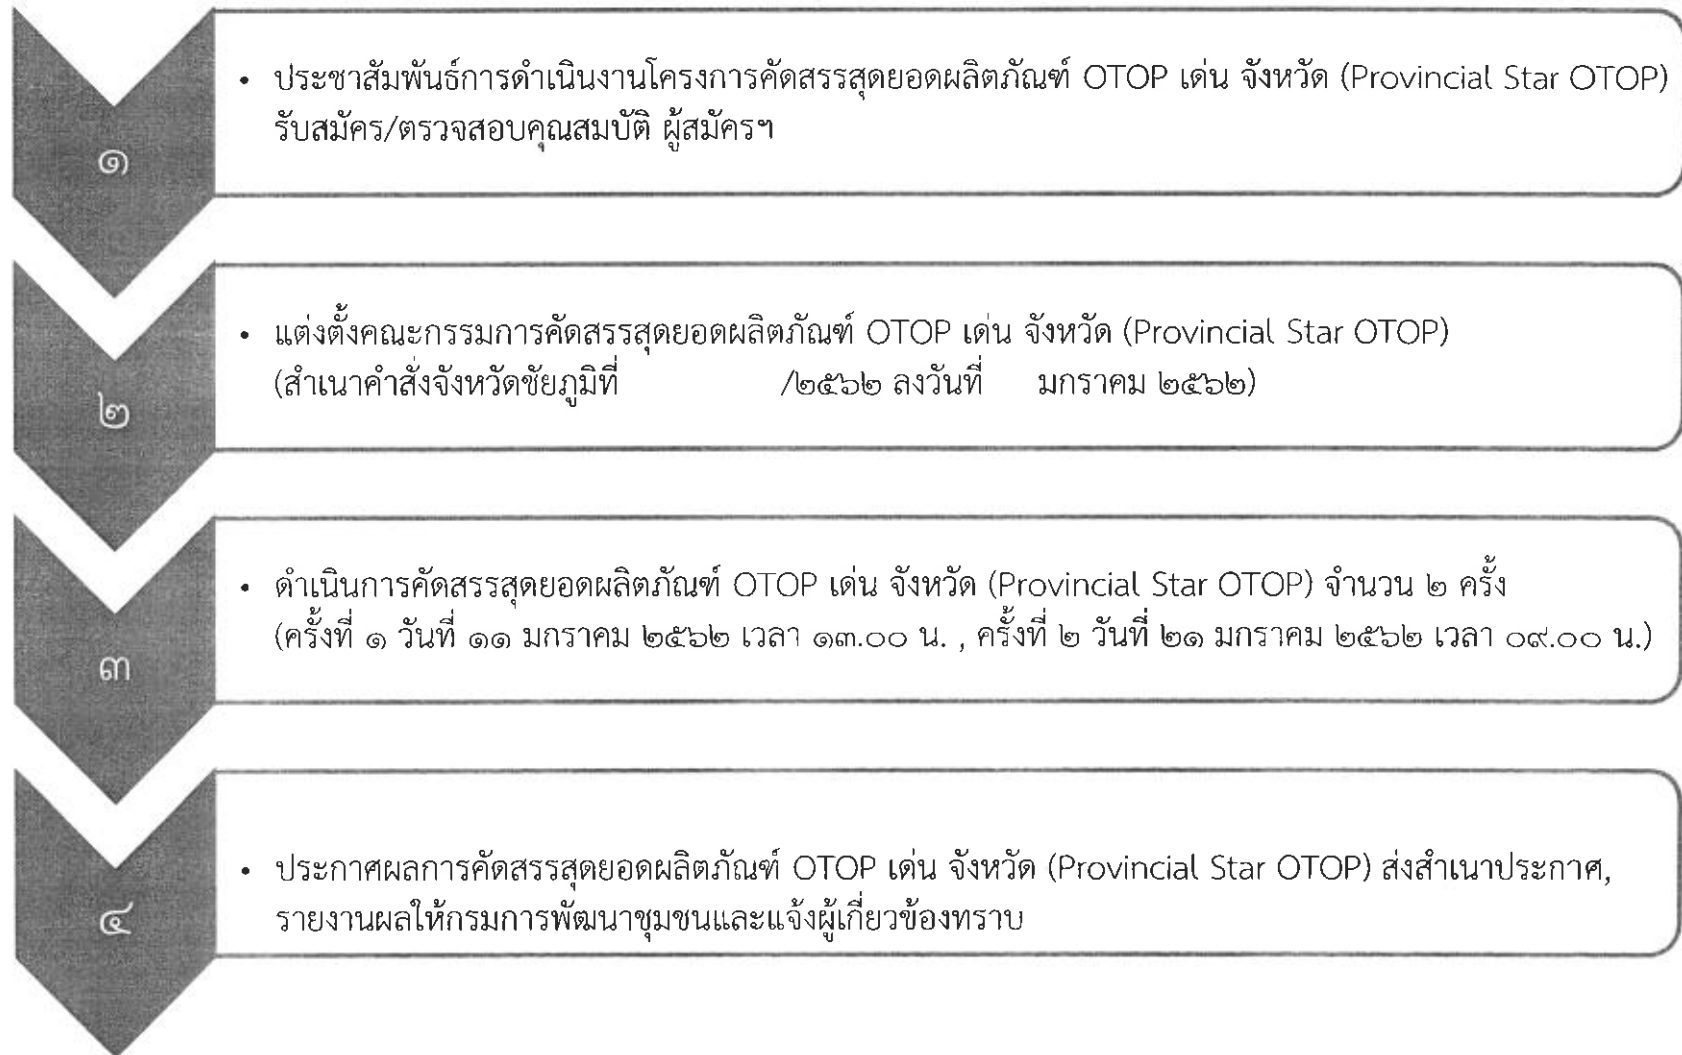 ๑
• ประชาสัมพันธ์การดำเนินงานโครงการคัดสรรสุดยอดผลิตภัณฑ์ OTOP เด่น จังหวัด (Provincial Star OTOP)
รับสมัคร/ตรวจสอบคุณสมบัติ ผู้สมัครฯ
๒
• แต่งตั้งคณะกรรมการคัดสรรสุดยอดผลิตภัณฑ์ OTOP เด่น จังหวัด (Provincial Star OTOP)
(สำเนาคำสั่งจังหวัดชัยภูมิที่ /๒๕๖๒ ลงวันที่ มกราคม ๒๕๖๒)
๓
• ดำเนินการคัดสรรสุดยอดผลิตภัณฑ์ OTOP เด่น จังหวัด (Provincial Star OTOP) จำนวน ๒ ครั้ง
(ครั้งที่ ๑ วันที่ ๑๑ มกราคม ๒๕๖๒ เวลา ๑๓.๐๐ น. , ครั้งที่ ๒ วันที่ ๒๑ มกราคม ๒๕๖๒ เวลา ๐๙.๐๐ น.)
๔
• ประกาศผลการคัดสรรสุดยอดผลิตภัณฑ์ OTOP เด่น จังหวัด (Provincial Star OTOP) ส่งสำเนาประกาศ,
รายงานผลให้กรมการพัฒนาชุมชนและแจ้งผู้เกี่ยวข้องทราบ